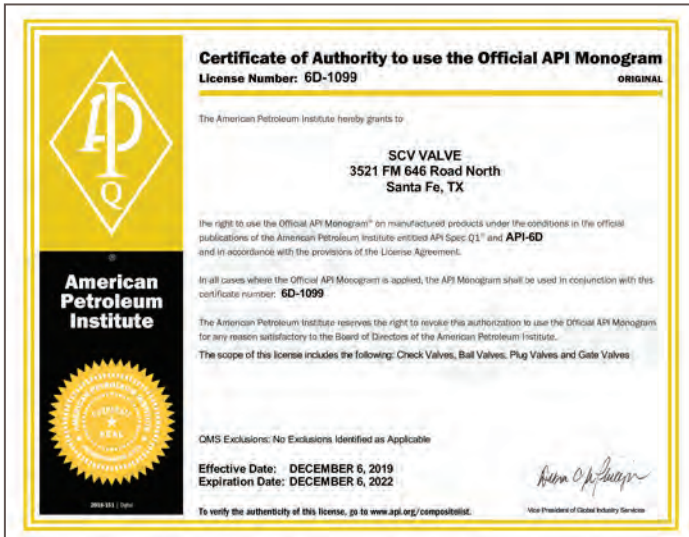 API
Q
American
Petroleum
Institute
2018-151 | Digital
Certificate of Authority to use the Official API Monogram
License Number: 6D-1099
ORIGINAL
The American Petroleum Institute hereby grants to
SCV VALVE
3521 FM 646 Road North
Santa Fe, TX
the right to use the Official API Monogram® on manufactured products under the conditions in the official
publications of the American Petroleum Institute entitled API Spec Q1® and API-6D
and in accordance with the provisions of the License Agreement.
In all cases where the Official API Monogram is applied, the API Monogram shall be used in conjunction with this
certificate number: 6D-1099
The American Petroleum Institute reserves the right to revoke this authorization to use the Official API Monogram
for any reason satisfactory to the Board of Directors of the American Petroleum Institute.
The scope of this license includes the following: Check Valves, Ball Valves, Plug Valves and Gate Valves
QMS Exclusions: No Exclusions Identified as Applicable
Effective Date: DECEMBER 6, 2019
Expiration Date: DECEMBER 6, 2022
To verify the authenticity of this license, go to www.api.org/compositelist.
Vice President of Global Industry Services